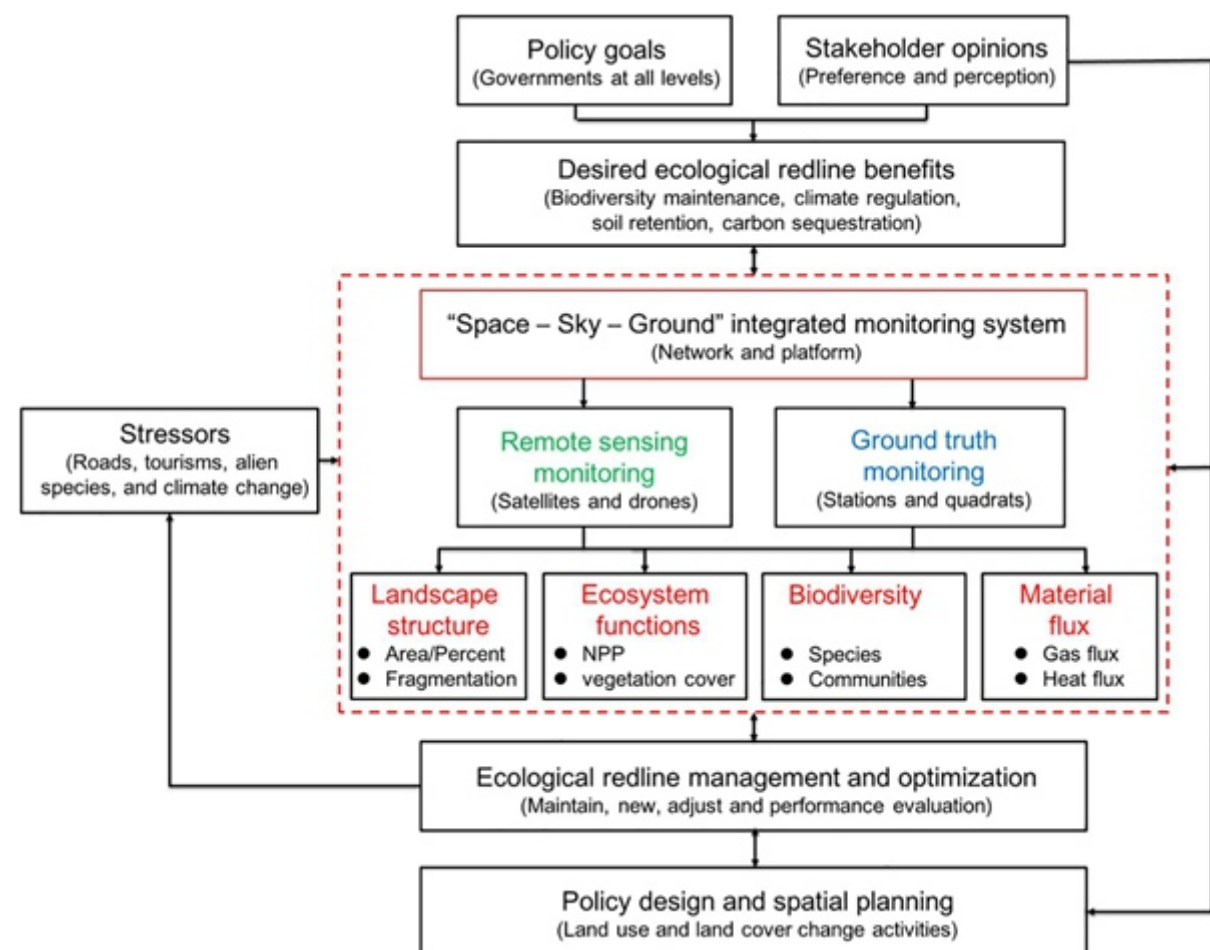 Policy goals
(Governments at all levels)
Stakeholder opinions
(Preference and perception)
Desired ecological redline benefits
(Biodiversity maintenance, climate regulation,
soil retention, carbon sequestration)
“Space – Sky – Ground” integrated monitoring system
(Network and platform)
Stressors
(Roads, tourisms, alien
species, and climate change)
Remote sensing
monitoring
(Satellites and drones)
Ground truth
monitoring
(Stations and quadrats)
Landscape
structure
● Area/Percent
● Fragmentation
Ecosystem
functions
● NPP
● vegetation cover
Biodiversity
● Species
● Communities
Material
flux
● Gas flux
● Heat flux
Ecological redline management and optimization
(Maintain, new, adjust and performance evaluation)
Policy design and spatial planning
(Land use and land cover change activities)